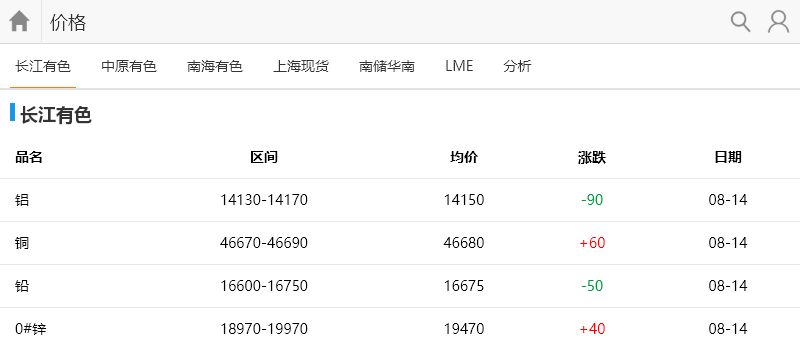 价格
长江有色 中原有色 南海有色 上海现货 南储华南 LME 分析
长江有色
品名 区间 均价 涨跌 日期
铝 14130-14170 14150 -90 08-14
铜 46670-46690 46680 +60 08-14
铅 16600-16750 16675 -50 08-14
0#锌 18970-19970 19470 +40 08-14